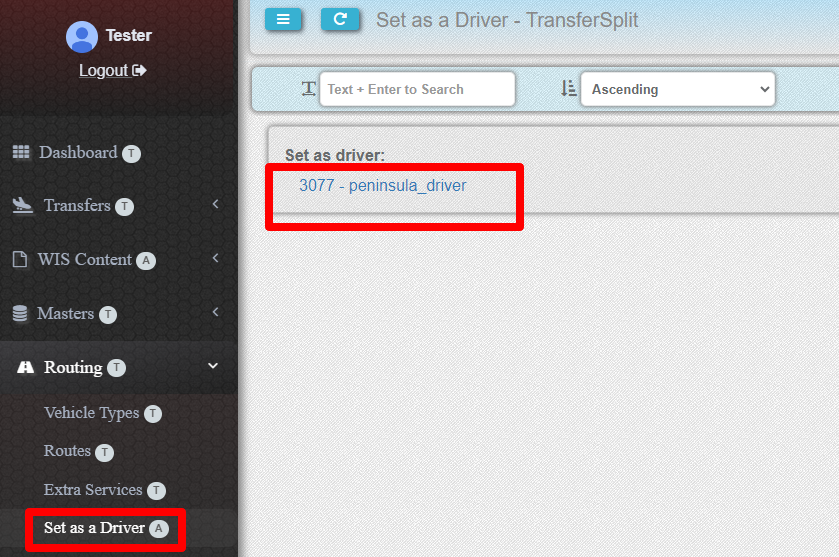 Tester
Logout
Dashboard T
Transfers T
WIS Content A
Masters T
Routing T
Vehicle Types T
Routes T
Extra Services T
Set as a Driver A
Set as a Driver - TransferSplit
T Text + Enter to Search
Ascending
Set as driver:
3077 - peninsula_driver